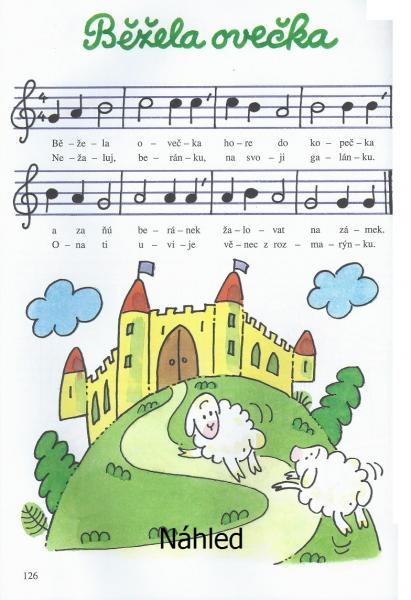 Běžela ovečka
4
4
Bě – že – la o – več – ka ho – re do ko – peč – ka
Ne – ža – luj, be – rán – ku, na svo – ji ga – lán – ku.
a za ňú be – rá – nek ža – lo – vat na zá – mek.
O – na ti u – vi – je vě – nec z roz – ma – rýn – ku.
Náhled
126